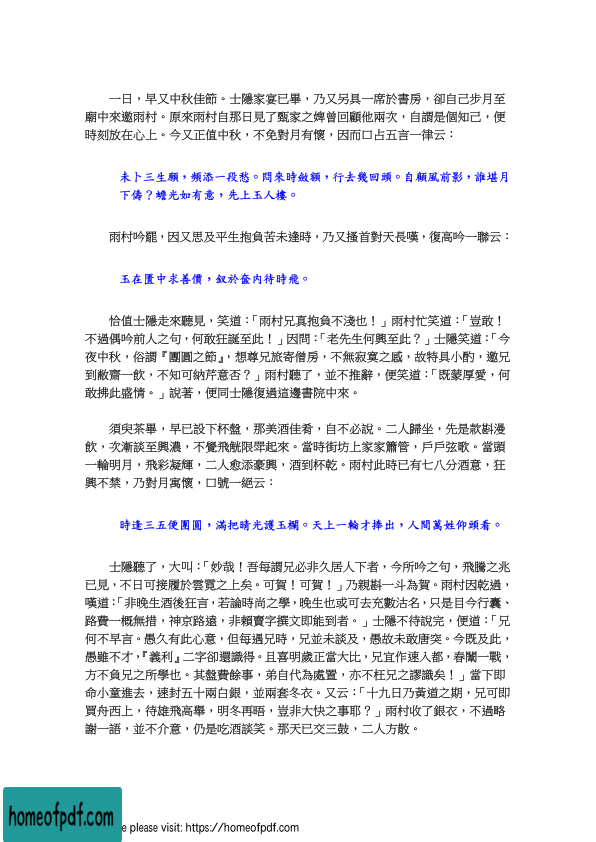 一日，早又中秋佳節。士隱家宴已畢，乃又另具一席於書房，卻自己步月至
廟中來邀雨村。原來雨村自那日見了甄家之婢曾回顧他兩次，自謂是個知己，便
時刻放在心上。今又正值中秋，不免對月有懷，因而口占五言一律云：
未卜三生願，頻添一段愁。悶來時斂額，行去幾回頭。自顧風前影，誰堪月
下儔？蟾光如有意，先上玉人樓。
雨村吟罷，因又思及平生抱負苦未逢時，乃又搔首對天長嘆，復高吟一聯云：
玉在匱中求善價，釵於奩內待時飛。
恰值士隱走來聽見，笑道：「雨村兄真抱負不淺也！」雨村忙笑道：「豈敢！
不過偶吟前人之句，何敢狂誕至此！」因問：「老先生何興至此？」士隱笑道：「今
夜中秋，俗謂『團圓之節』，想尊兄旅寄僧房，不無寂寞之感，故特具小酌，邀兄
到敝齋一飲，不知可納芹意否？」雨村聽了，並不推辭，便笑道：「既蒙厚愛，何
敢拂此盛情。」說著，便同士隱復過這邊書院中來。
須臾茶畢，早已設下杯盤，那美酒佳肴，自不必說。二人歸坐，先是款斟漫
飲，次漸談至興濃，不覺飛觥限斝起來。當時街坊上家家簫管，戶戶弦歌。當頭
一輪明月，飛彩凝輝，二人愈添豪興，酒到杯乾。雨村此時已有七八分酒意，狂
興不禁，乃對月寓懷，口號一絕云：
時逢三五便團圓，滿把晴光護玉欄。天上一輪才捧出，人間萬姓仰頭看。
士隱聽了，大叫：「妙哉！吾每謂兄必非久居人下者，今所吟之句，飛騰之兆
已見，不日可接履於雲霓之上矣。可賀！可賀！」乃親斟一斗為賀。雨村因乾過，
嘆道：「非晚生酒後狂言，若論時尚之學，晚生也或可去充數沽名，只是目今行囊、
路費一概無措，神京路遠，非賴賣字撰文即能到者。」士隱不待說完，便道：「兄
何不早言。愚久有此心意，但每遇兄時，兄並未談及，愚故未敢唐突。今既及此，
愚雖不才，『義利』二字卻還識得。且喜明歲正當大比，兄宜作速入都，春闈一戰，
方不負兄之所學也。其盤費餘事，弟自代為處置，亦不枉兄之謬識矣！」當下即
命小童進去，速封五十兩白銀，並兩套冬衣。又云：「十九日乃黃道之期，兄可即
買舟西上，待雄飛高舉，明冬再晤，豈非大快之事耶？」雨村收了銀衣，不過略
謝一語，並不介意，仍是吃酒談笑。那天已交三鼓，二人方散。
homeofpdf.com
e please visit: https://homeofpdf.com